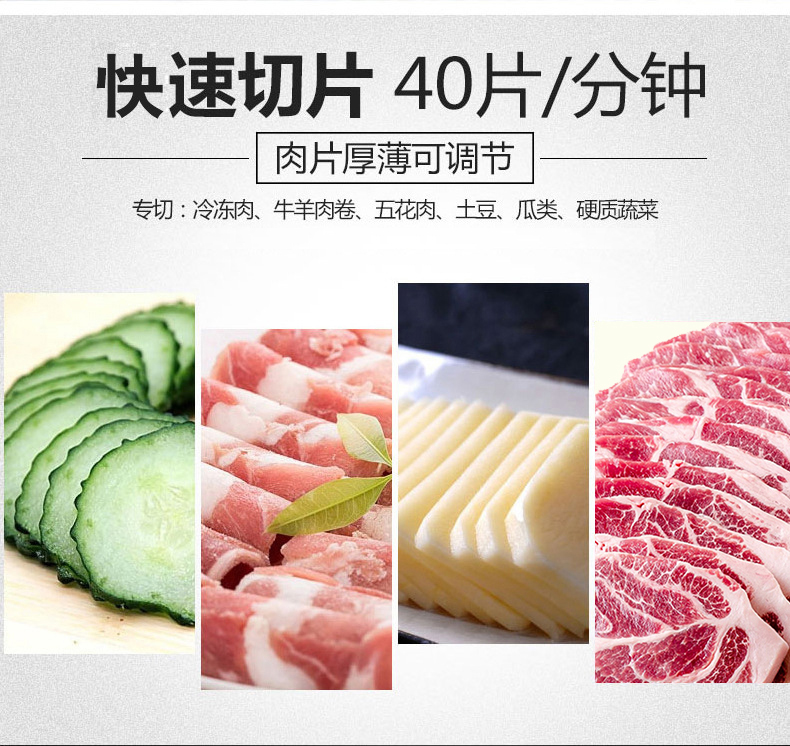 快速切片 40片/分钟
肉片厚薄可调节
专切：冷冻肉、牛羊肉卷、五花肉、土豆、瓜类、硬质蔬菜